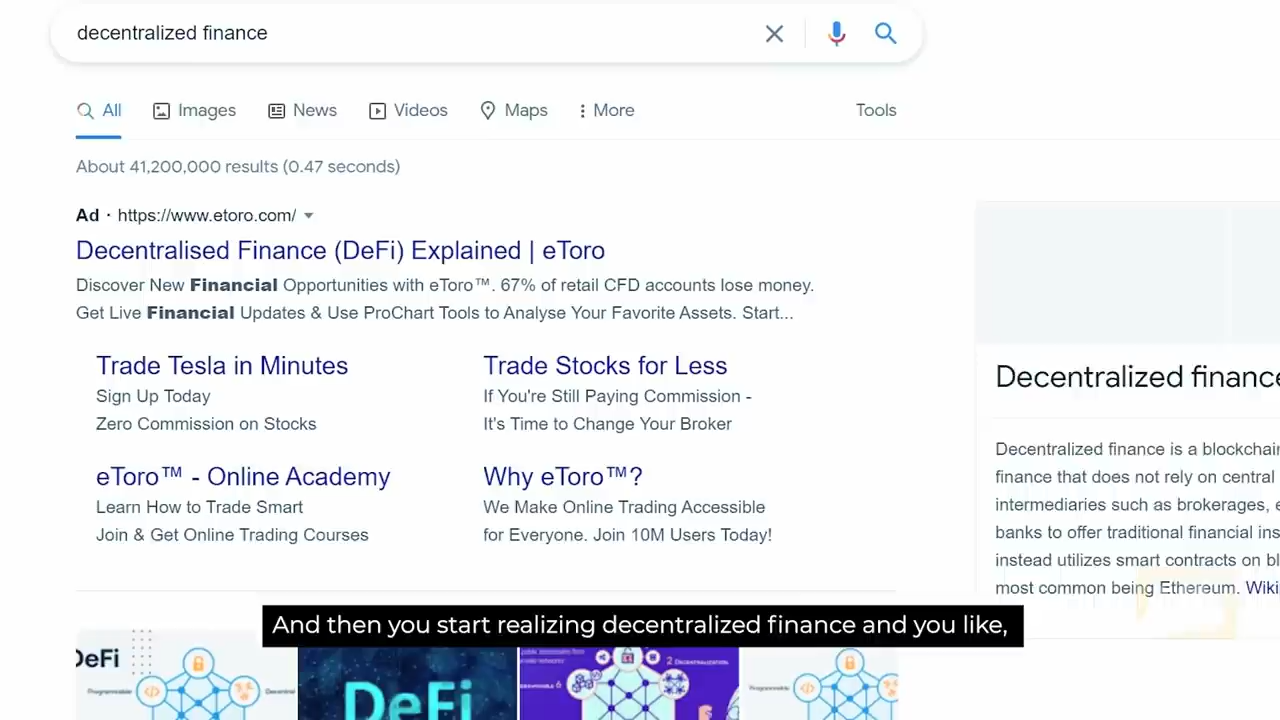 decentralized finance
All Images News Videos Maps More Tools
About 41,200,000 results (0.47 seconds)
Ad · https://www.etoro.com/
Decentralised Finance (DeFi) Explained | eToro
Discover New Financial Opportunities with eToro™. 67% of retail CFD accounts lose money.
Get Live Financial Updates & Use ProChart Tools to Analyse Your Favorite Assets. Start...
Trade Tesla in Minutes
Sign Up Today
Zero Commission on Stocks
Trade Stocks for Less
If You're Still Paying Commission -
It's Time to Change Your Broker
eToro™ - Online Academy
Learn How to Trade Smart
Join & Get Online Trading Courses
Why eToro™?
We Make Online Trading Accessible
for Everyone. Join 10M Users Today!
Decentralized finance
Decentralized finance is a blockchain
finance that does not rely on central
intermediaries such as brokerages, e
banks to offer traditional financial ins
instead utilizes smart contracts on bl
most common being Ethereum. Wiki
And then you start realizing decentralized finance and you like,
DeFi
Programmable
DeFi
2 Decentralization
Programmable